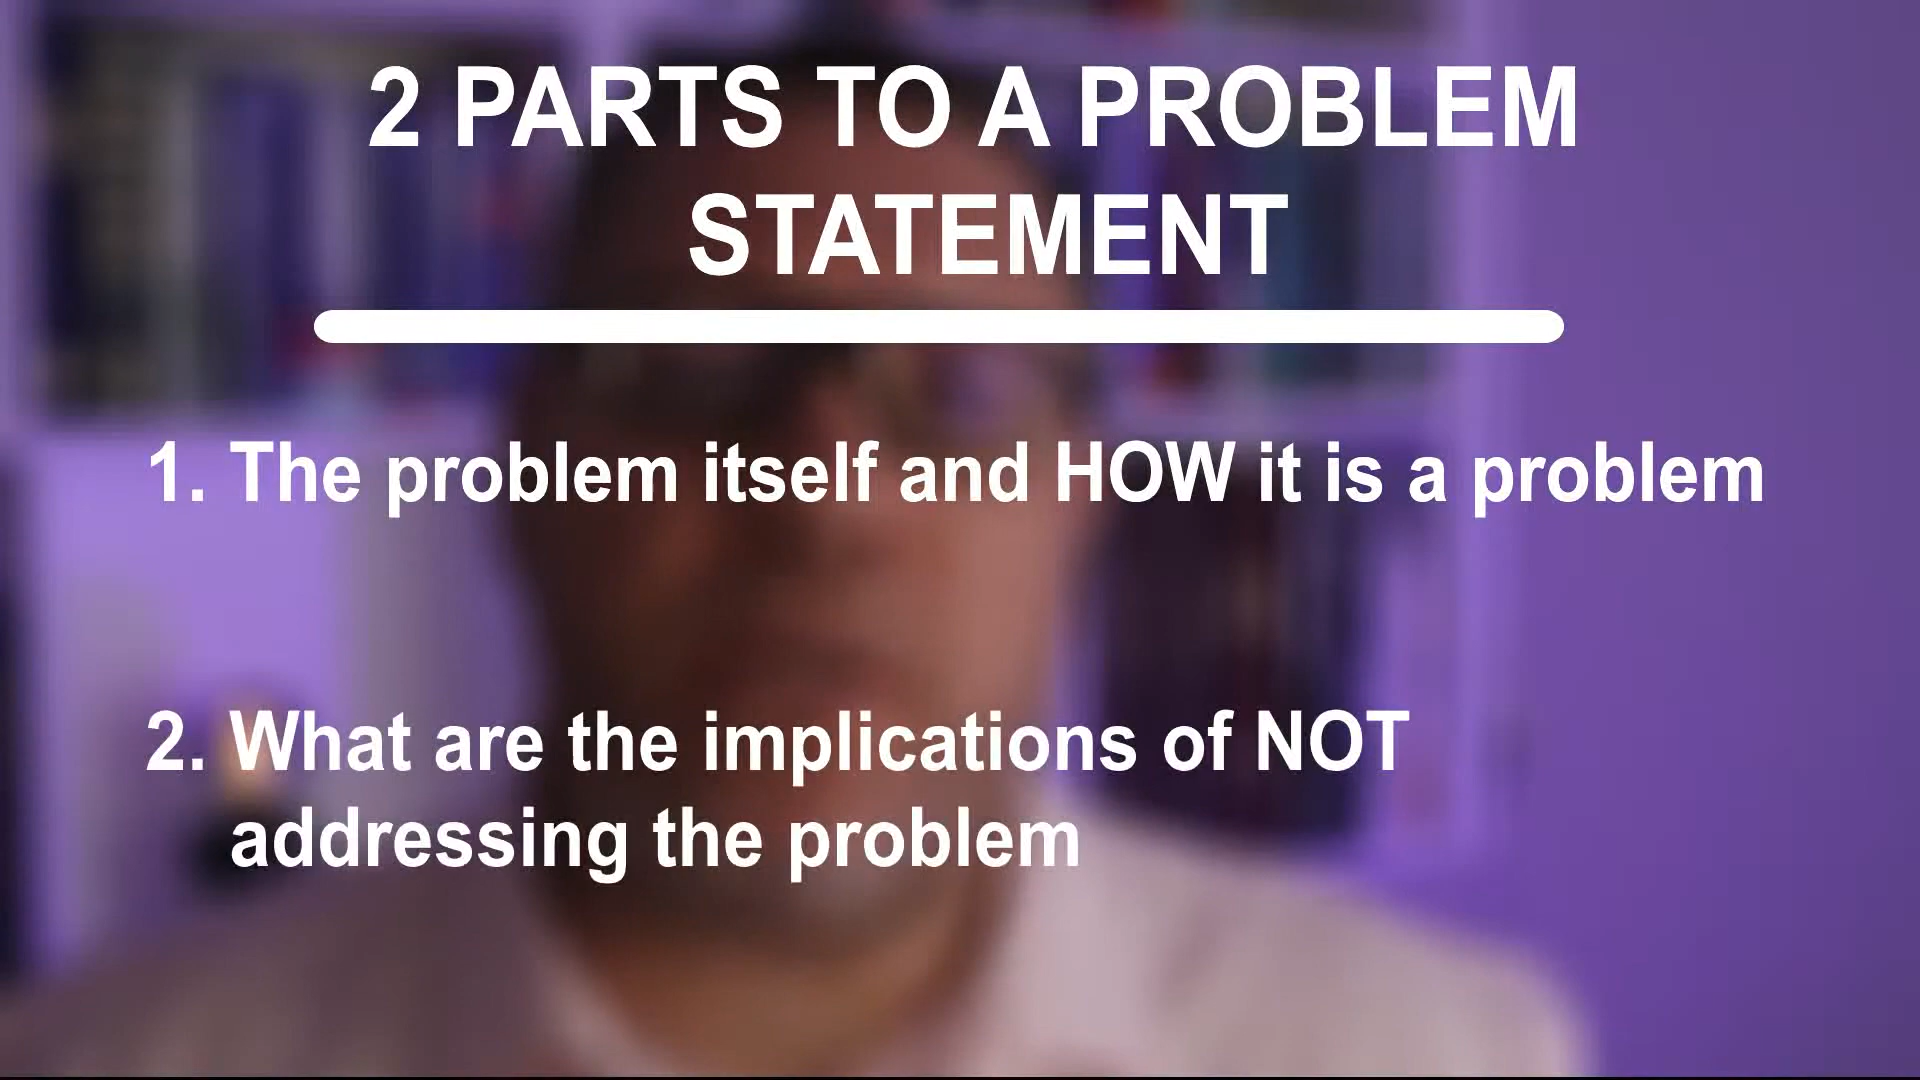 2 PARTS TO A PROBLEM
STATEMENT
1. The problem itself and HOW it is a problem
2. What are the implications of NOT
addressing the problem